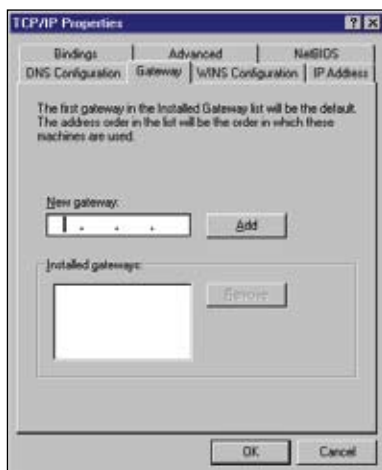 TCP/IP Properties
Bindings Advanced NetBIOS
DNS Configuration Gateway WINS Configuration IP Address
The first gateway in the Installed Gateway list will be the default.
The address order in the list will be the order in which these
machines are used.
New gateway:
. . .
Add
Installed gateways:
Remove
OK Cancel